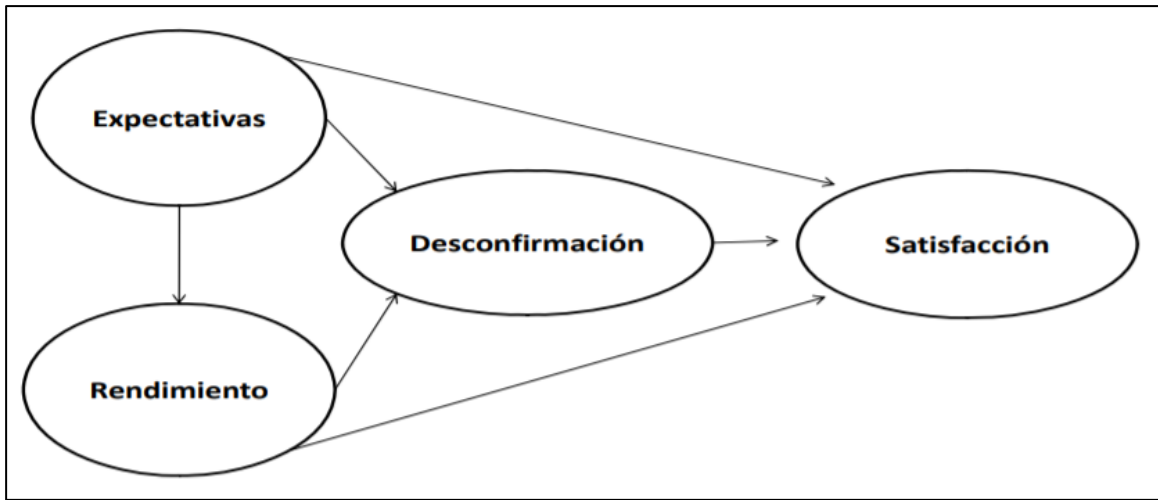 Expectativas
Desconfirmación
Satisfacción
Rendimiento